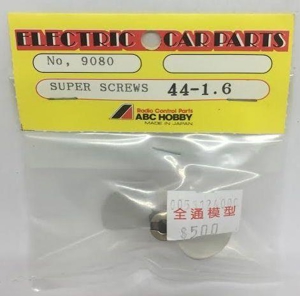 ELECTRIC CAR PARTS
No, 9080
SUPER SCREWS 44-1.6
Radio Control Parts
ABC HOBBY
MADE IN JAPAN
全通模型
$500